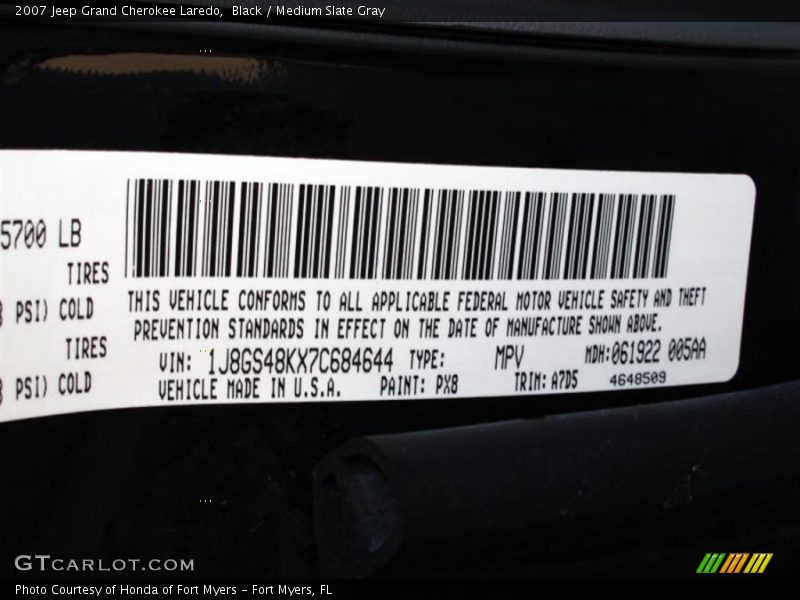 2007 Jeep Grand Cherokee Laredo, Black / Medium Slate Gray
5700 LB
TIRES
PSI) COLD
TIRES
PSI) COLD
THIS VEHICLE CONFORMS TO ALL APPLICABLE FEDERAL MOTOR VEHICLE SAFETY AND THEFT
PREVENTION STANDARDS IN EFFECT ON THE DATE OF MANUFACTURE SHOWN ABOVE.
VIN: 1J8GS48KX7C684644 TYPE: MPV MDH:061922 005AA
VEHICLE MADE IN U.S.A. PAINT: PX8 TRIM: A7D5 4648509
GTCARLOT.COM
Photo Courtesy of Honda of Fort Myers - Fort Myers, FL